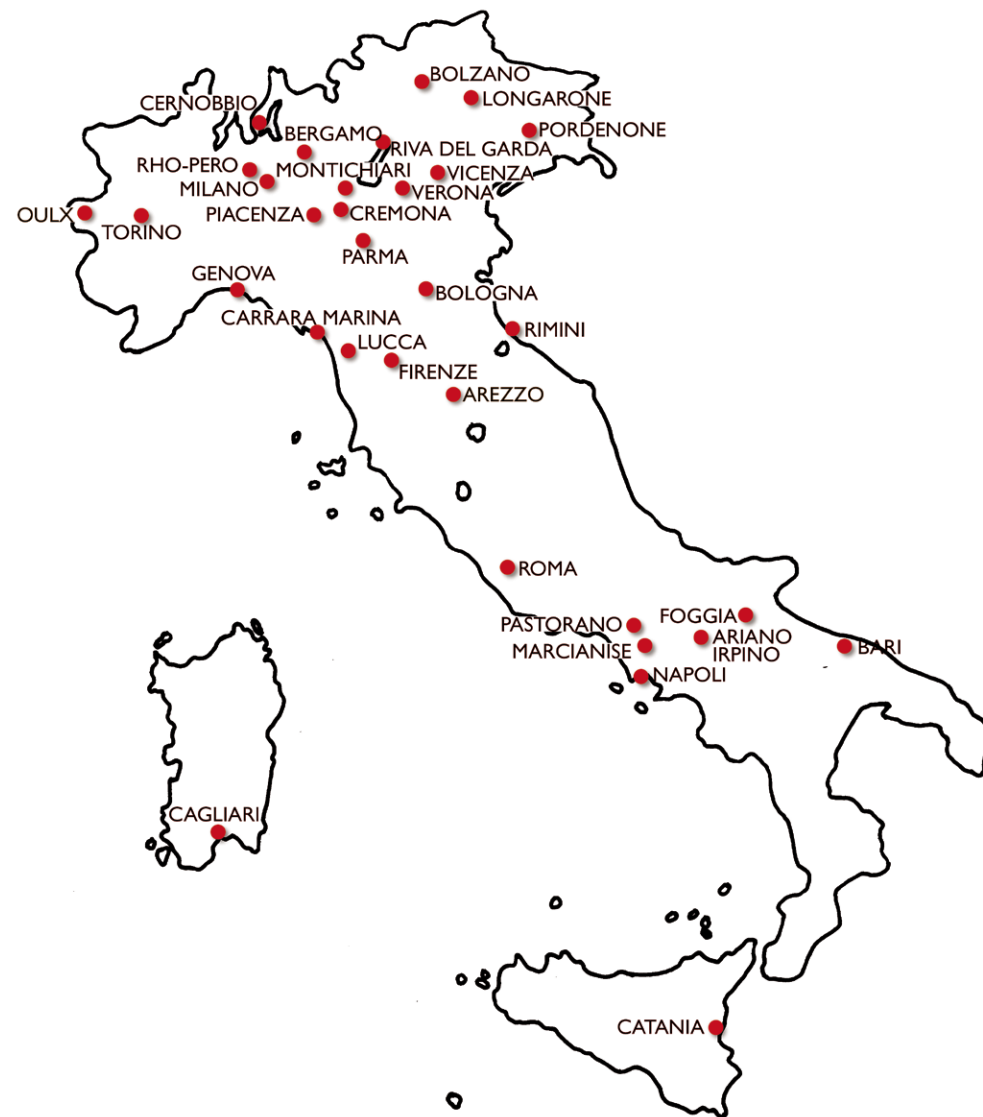 BOLZANO
LONGARONE
CERNOBBIO
PORDENONE
BERGAMO
RIVA DEL GARDA
RHO-PERO
MONTICHIARI
VICENZA
MILANO
VERONA
OULX
TORINO
PIACENZA
CREMONA
PARMA
GENOVA
BOLOGNA
CARRARA MARINA
RIMINI
LUCCA
FIRENZE
AREZZO
ROMA
PASTORANO
FOGGIA
MARCIANISE
ARIANO
IRPINO
BARI
NAPOLI
CAGLIARI
CATANIA